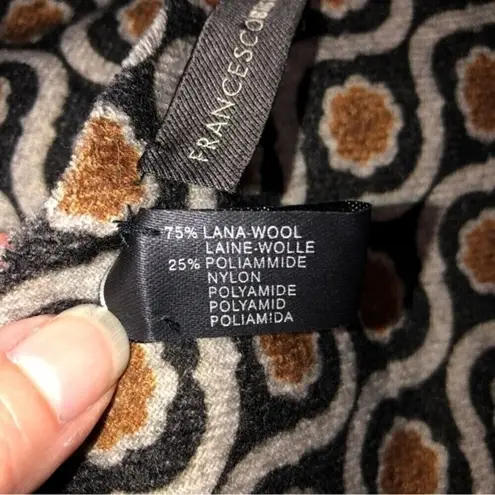 FRANCESCO
75% LANA-WOOL
LAINE-WOLLE
25% POLIAMMIDE
NYLON
POLYAMIDE
POLYAMID
POLIAMIDA